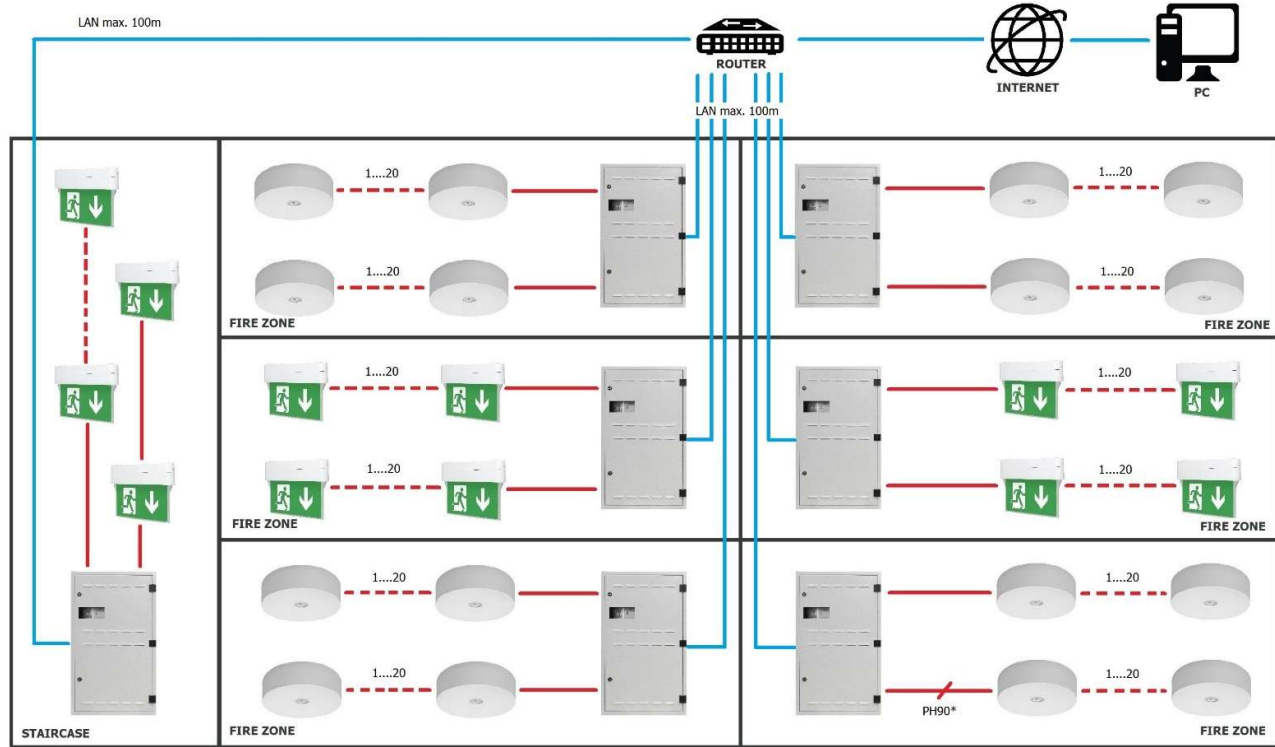 LAN max. 100m
ROUTER
INTERNET
PC
LAN max. 100m
1....20
1....20
1....20
1....20
FIRE ZONE
FIRE ZONE
1....20
1....20
1....20
1....20
FIRE ZONE
FIRE ZONE
1....20
1....20
1....20
1....20
PH90*
STAIRCASE
FIRE ZONE
FIRE ZONE